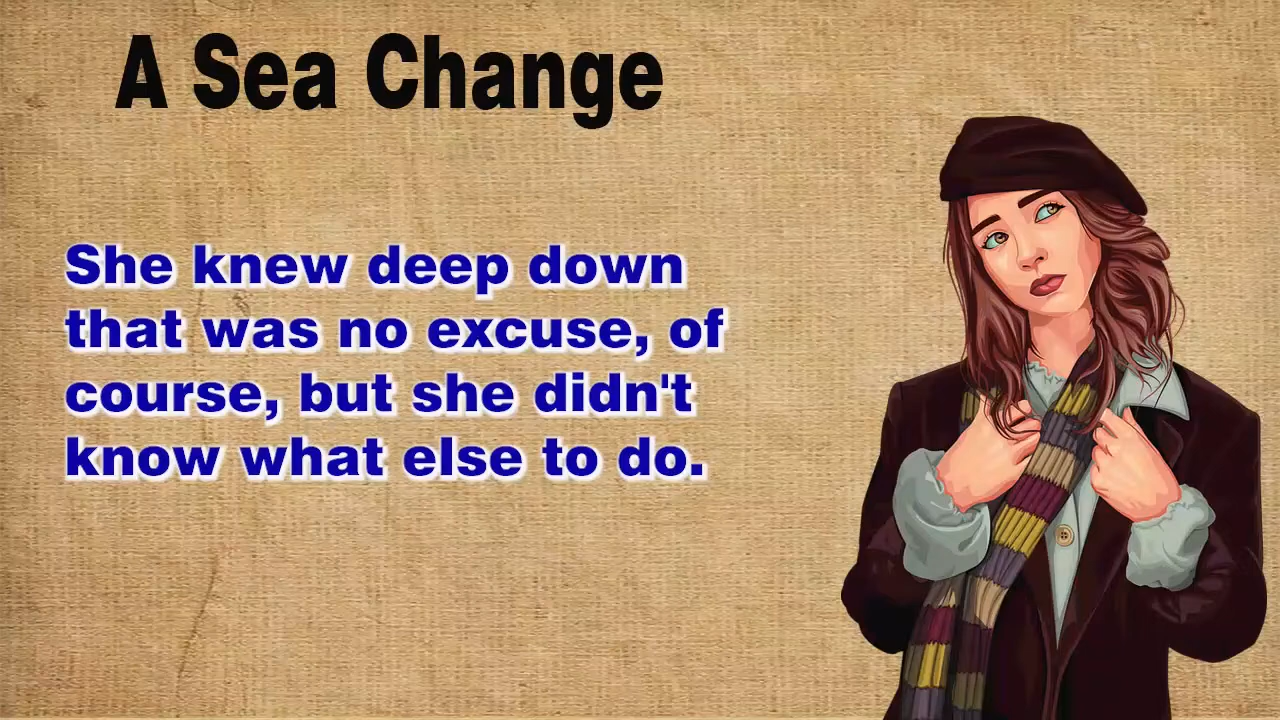 A Sea Change
She knew deep down
that was no excuse, of
course, but she didn't
know what else to do.